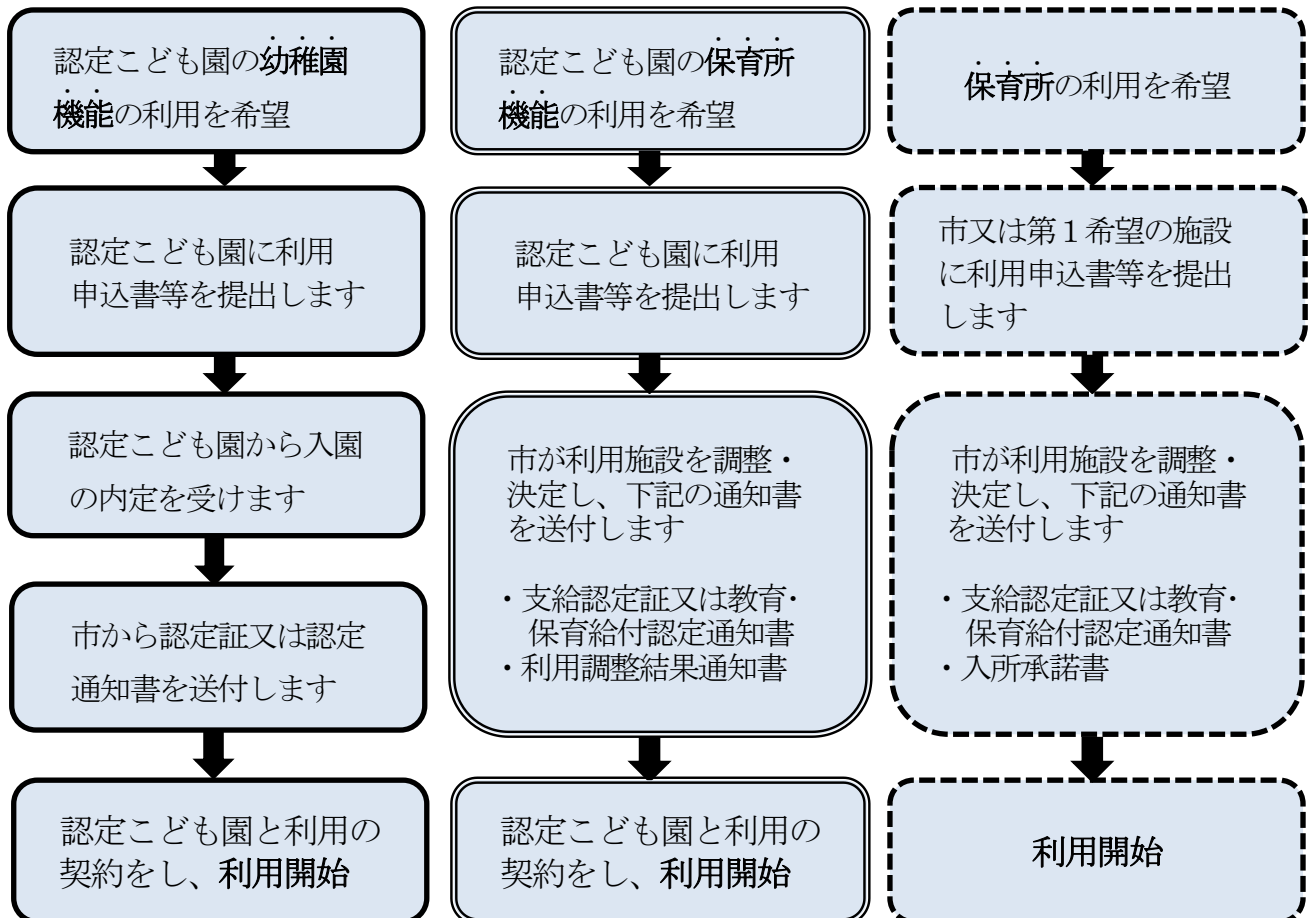 認定こども園の幼稚園
機能の利用を希望
認定こども園に利用
申込書等を提出します
認定こども園から入園
の内定を受けます
市から認定証又は認定
通知書を送付します
認定こども園と利用の
契約をし、利用開始
認定こども園の保育所
機能の利用を希望
認定こども園に利用
申込書等を提出します
市が利用施設を調整・
決定し、下記の通知書
を送付します
・支給認定証又は教育・
保育給付認定通知書
・利用調整結果通知書
認定こども園と利用の
契約をし、利用開始
保育所の利用を希望
市又は第1希望の施設
に利用申込書等を提出
します
市が利用施設を調整・
決定し、下記の通知書
を送付します
・支給認定証又は教育・
保育給付認定通知書
・入所承諾書
利用開始